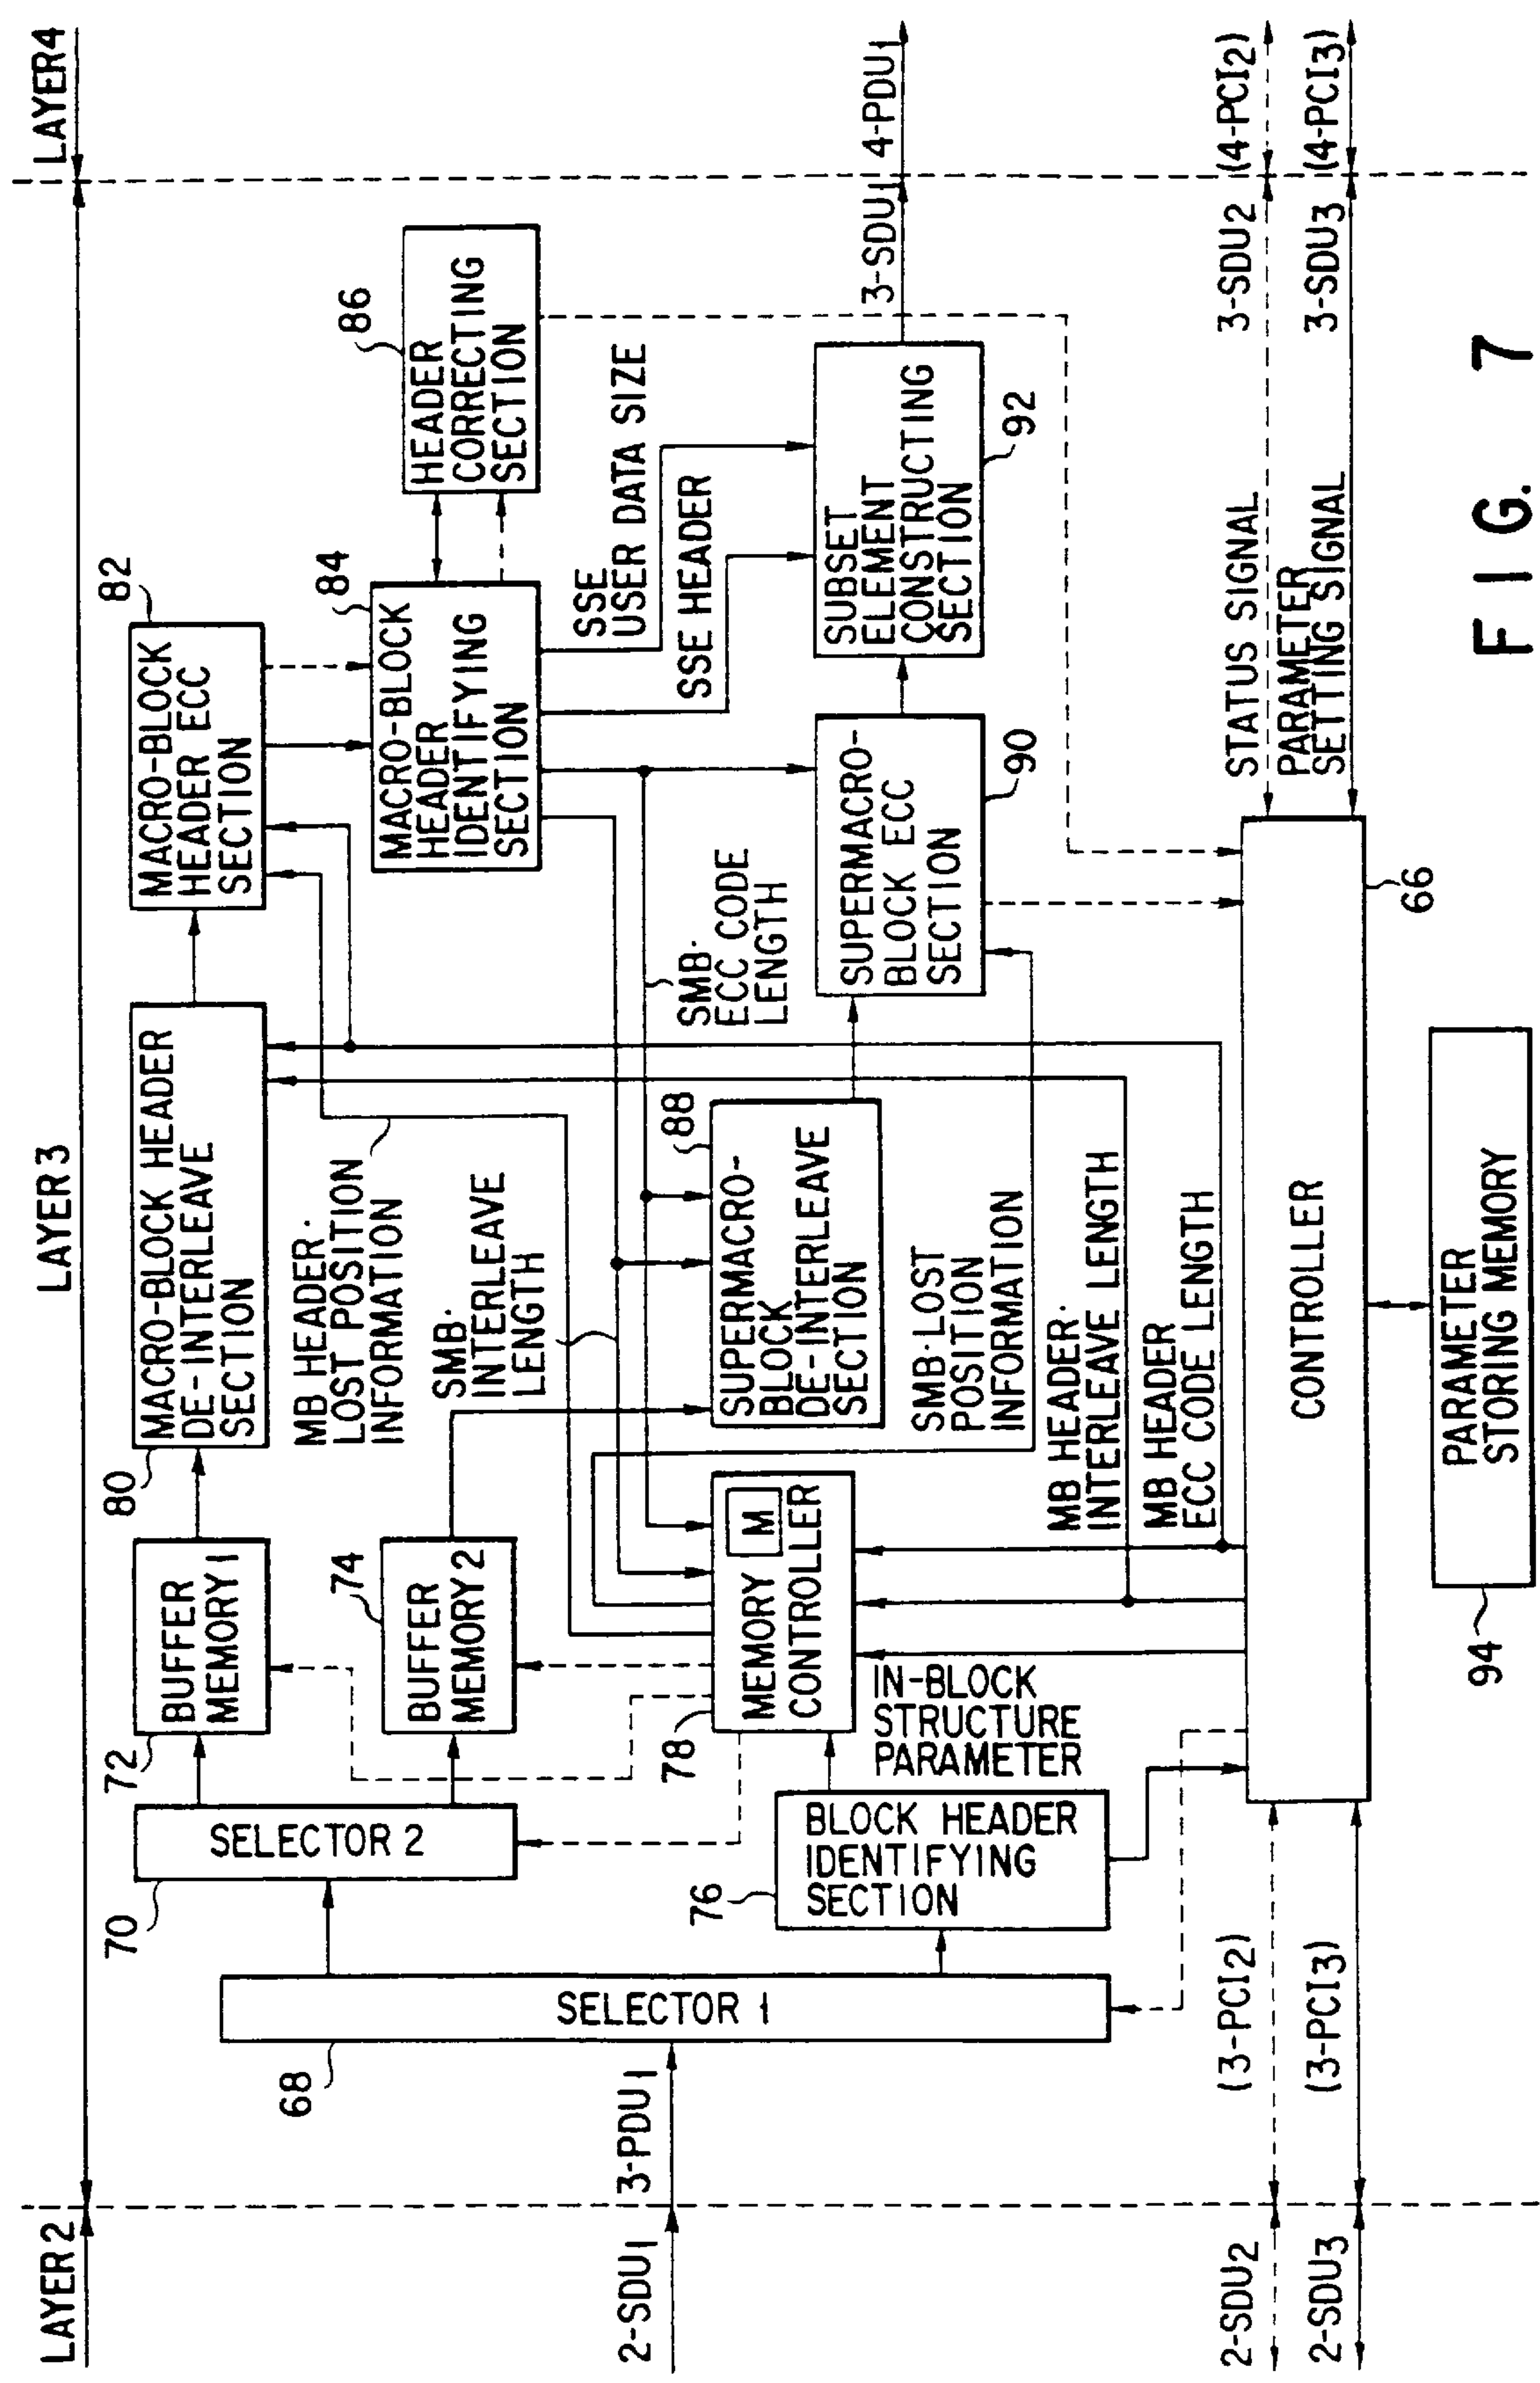 LAYER2
LAYER3
LAYER4
2-SDU1
3-PDU1
68
SELECTOR 1
70
SELECTOR 2
72
BUFFER
MEMORY 1
74
BUFFER
MEMORY 2
76
BLOCK HEADER
IDENTIFYING
SECTION
78
MEMORY
CONTROLLER
M
IN-BLOCK
STRUCTURE
PARAMETER
80
MACRO-BLOCK HEADER
DE-INTERLEAVE
SECTION
MB HEADER·
LOST POSITION
INFORMATION
SMB·
INTERLEAVE
LENGTH
88
SUPERMACRO-
BLOCK
DE-INTERLEAVE
SECTION
SMB·LOST
POSITION
INFORMATION
MB HEADER·
INTERLEAVE LENGTH
MB HEADER
ECC CODE LENGTH
82
MACRO-BLOCK
HEADER ECC
SECTION
84
MACRO-BLOCK
HEADER
IDENTIFYING
SECTION
86
HEADER
CORRECTING
SECTION
SMB·
ECC CODE
LENGTH
SSE
USER DATA SIZE
SSE HEADER
90
SUPERMACRO-
BLOCK ECC
SECTION
92
SUBSET
ELEMENT
CONSTRUCTING
SECTION
3-SDU1
4-PDU1
2-SDU2
(3-PCI2)
2-SDU3
(3-PCI3)
CONTROLLER
66
94
PARAMETER
STORING MEMORY
STATUS SIGNAL
3-SDU2
(4-PCI2)
PARAMETER
SETTING SIGNAL
3-SDU3
(4-PCI3)
FIG. 7